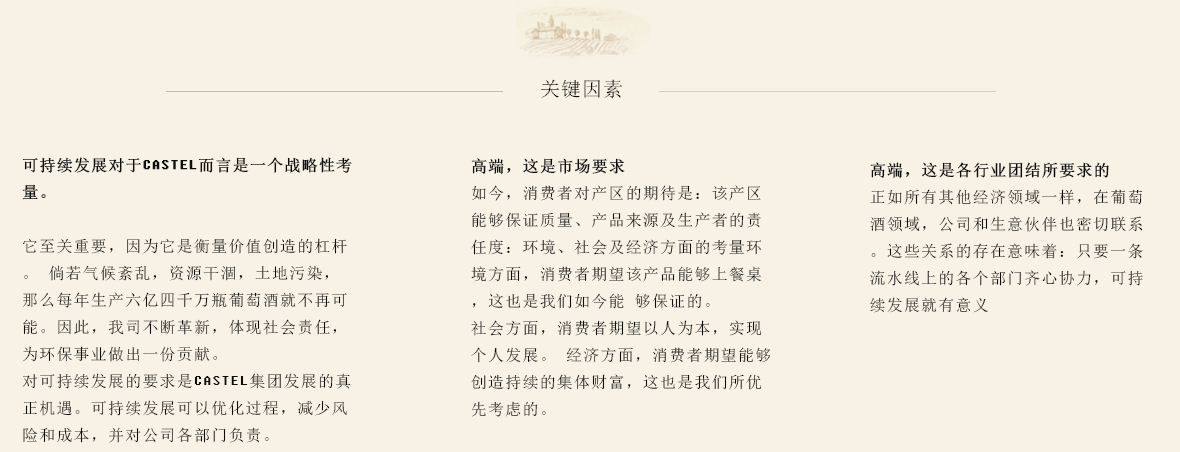 关键因素
可持续发展对于CASTEL而言是一个战略性考
量。
它至关重要，因为它是衡量价值创造的杠杆
。 倘若气候紊乱，资源干涸，土地污染，
那么每年生产六亿四千万瓶葡萄酒就不再可
能。因此，我司不断革新，体现社会责任，
为环保事业做出一份贡献。
对可持续发展的要求是CASTEL集团发展的真
正机遇。可持续发展可以优化过程，减少风
险和成本，并对公司各部门负责。
高端，这是市场要求
如今，消费者对产区的期待是：该产区
能够保证质量、产品来源及生产者的责
任度：环境、社会及经济方面的考量环
境方面，消费者期望该产品能够上餐桌
，这也是我们如今能 够保证的。
社会方面，消费者期望以人为本，实现
个人发展。 经济方面，消费者期望能够
创造持续的集体财富，这也是我们所优
先考虑的。
高端，这是各行业团结所要求的
正如所有其他经济领域一样，在葡萄
酒领域，公司和生意伙伴也密切联系
。这些关系的存在意味着：只要一条
流水线上的各个部门齐心协力，可持
续发展就有意义